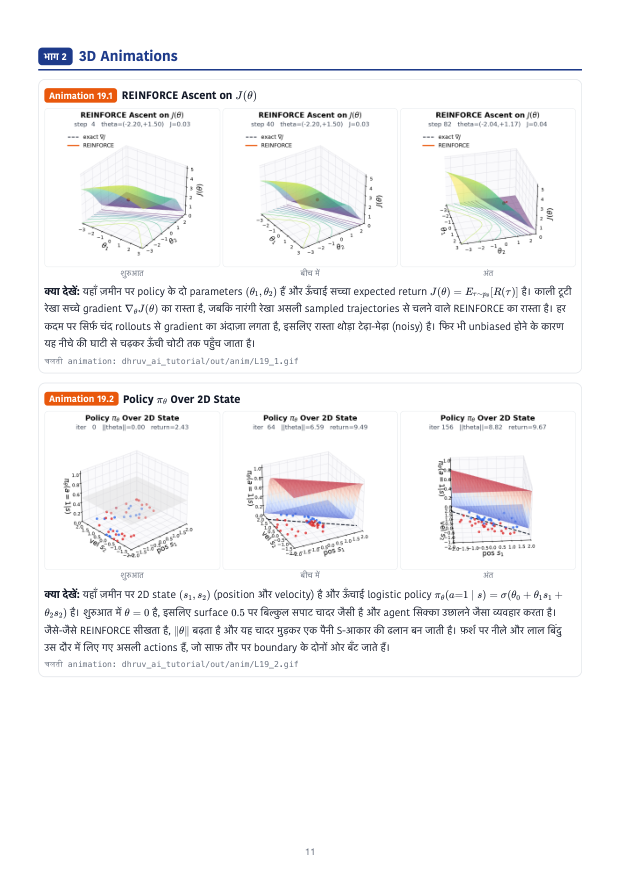 भाग 2 3D Animations
Animation 19.1 REINFORCE Ascent on J(θ)
REINFORCE Ascent on J(θ)
step 4 theta=(-2.20,+1.50) J=0.03
exact ∇J
REINFORCE
REINFORCE Ascent on J(θ)
step 40 theta=(-2.20,+1.50) J=0.03
exact ∇J
REINFORCE
REINFORCE Ascent on J(θ)
step 82 theta=(-2.04,+1.17) J=0.04
exact ∇J
REINFORCE
शुरुआत बीच में अंत
क्या देखें: यहाँ ज़मीन पर policy के दो parameters (θ₁, θ₂) हैं और ऊँचाई सच्चा expected return J(θ) = E_{τ∼pθ}[R(τ)] है। काली टूटी
रेखा सच्चे gradient ∇_θJ(θ) का रास्ता है, जबकि नारंगी रेखा असली sampled trajectories से चलने वाले REINFORCE का रास्ता है। हर
कदम पर सिर्फ़ चंद rollouts से gradient का अंदाज़ा लगता है, इसलिए रास्ता थोड़ा टेढ़ा-मेढ़ा (noisy) है। फिर भी unbiased होने के कारण
यह नीचे की घाटी से चढ़कर ऊँची चोटी तक पहुँच जाता है।
चलती animation: dhruv_ai_tutorial/out/anim/L19_1.gif
Animation 19.2 Policy π_θ Over 2D State
Policy π_θ Over 2D State
iter 0 ||theta||=0.00 return=2.43
Policy π_θ Over 2D State
iter 64 ||theta||=6.59 return=9.49
Policy π_θ Over 2D State
iter 156 ||theta||=8.82 return=9.67
शुरुआत बीच में अंत
क्या देखें: यहाँ ज़मीन पर 2D state (s₁, s₂) (position और velocity) है और ऊँचाई logistic policy π_θ(a=1 | s) = σ(θ₀ + θ₁s₁ +
θ₂s₂) है। शुरुआत में θ = 0 है, इसलिए surface 0.5 पर बिल्कुल सपाट चादर जैसी है और agent सिक्का उछालने जैसा व्यवहार करता है।
जैसे-जैसे REINFORCE सीखता है, ∥θ∥ बढ़ता है और यह चादर मुड़कर एक पैनी S-आकार की ढलान बन जाती है। फ़र्श पर नीले और लाल बिंदु
उस दौर में लिए गए असली actions हैं, जो साफ़ तौर पर boundary के दोनों ओर बँट जाते हैं।
चलती animation: dhruv_ai_tutorial/out/anim/L19_2.gif
11